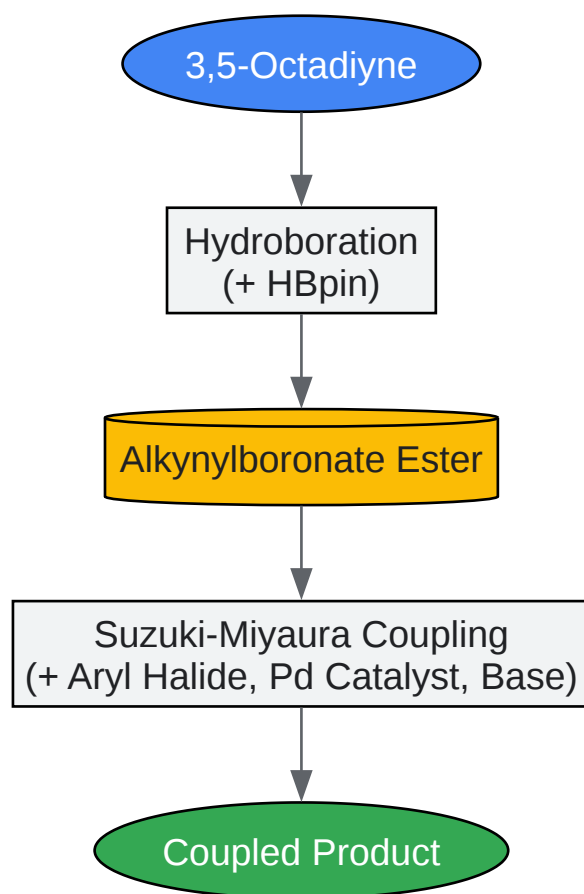 3,5-Octadiyne
Hydroboration
(+ HBpin)
Alkynylboronate Ester
Suzuki-Miyaura Coupling
(+ Aryl Halide, Pd Catalyst, Base)
Coupled Product